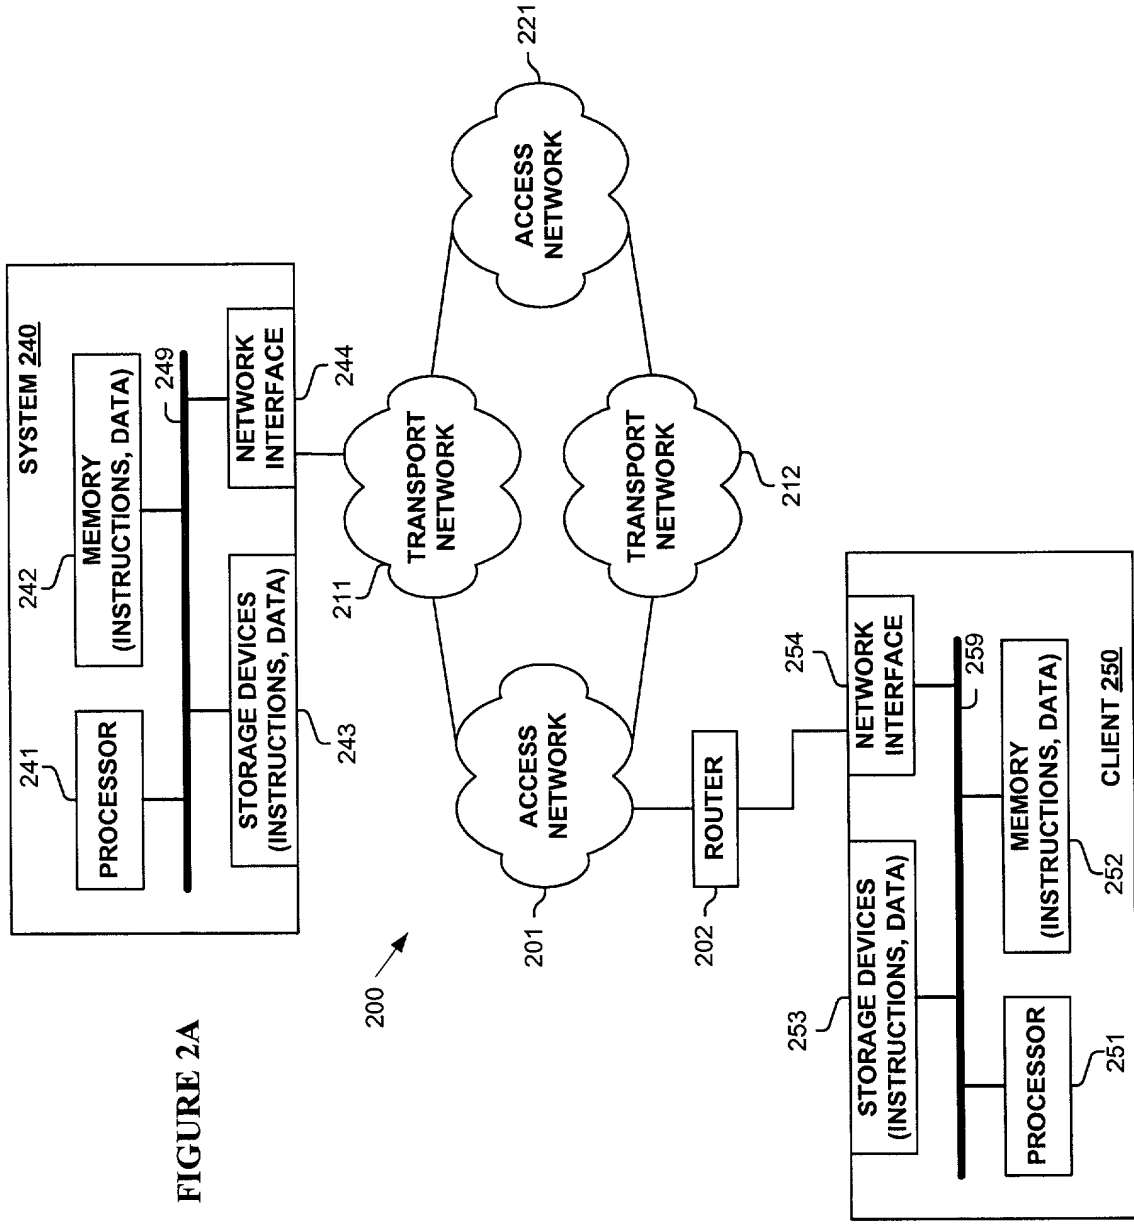 FIGURE 2A
200
SYSTEM 240
241
PROCESSOR
242
MEMORY
(INSTRUCTIONS, DATA)
249
STORAGE DEVICES
(INSTRUCTIONS, DATA)
243
NETWORK
INTERFACE
244
211
TRANSPORT
NETWORK
201
ACCESS
NETWORK
221
ACCESS
NETWORK
TRANSPORT
NETWORK
212
202
ROUTER
253
STORAGE DEVICES
(INSTRUCTIONS, DATA)
254
NETWORK
INTERFACE
259
PROCESSOR
251
MEMORY
(INSTRUCTIONS, DATA)
252
CLIENT 250